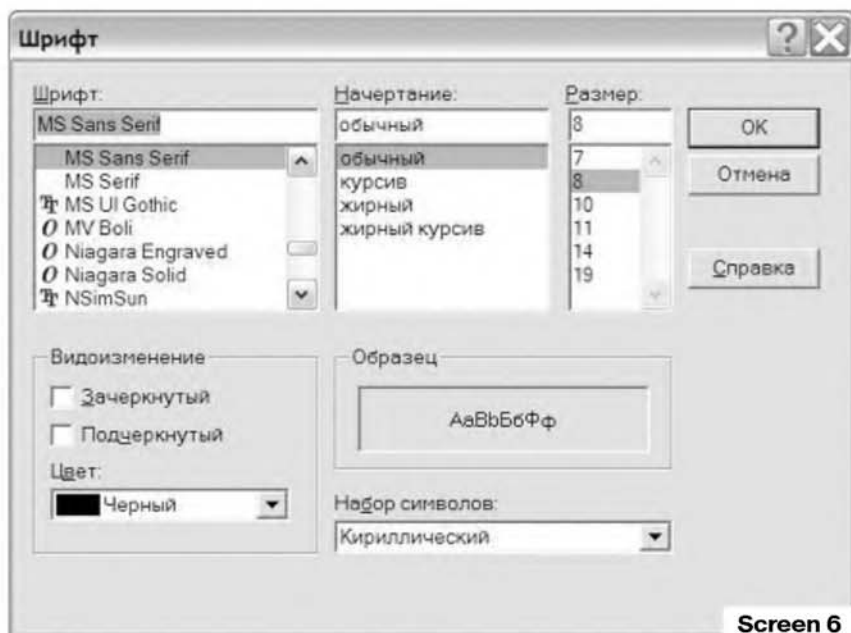 Шрифт
Шрифт:
MS Sans Serif
MS Sans Serif
MS Serif
MS UI Gothic
MV Boli
Niagara Engraved
Niagara Solid
NSimSun
Начертание:
обычный
обычный
курсив
жирный
жирный курсив
Размер:
8
7
8
10
11
14
19
OK
Отмена
Справка
Видоизменение
Зачеркнутый
Подчеркнутый
Цвет:
Черный
Образец
АаВbБбФф
Набор символов:
Кириллический
Screen 6